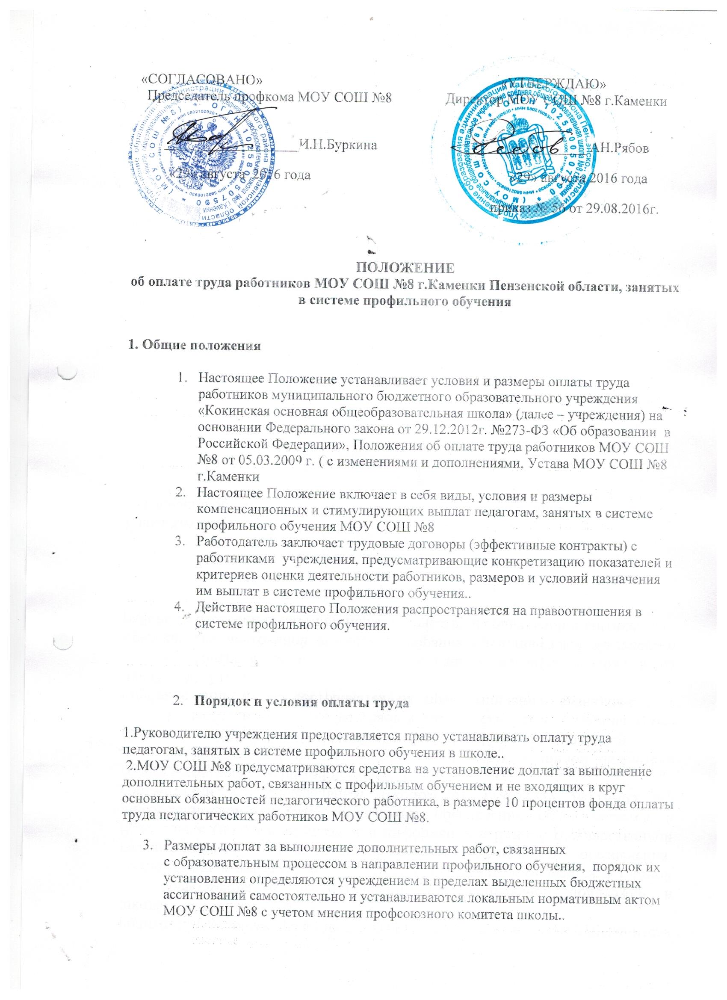 «СОГЛАСОВАНО»
Председатель профкома МОУ СОШ №8
И.Н.Буркина
«29» августа 2016 года
«УТВЕРЖДАЮ»
Директор МОУ СОШ №8 г.Каменки
А.Н.Рябов
«29» августа 2016 года
приказ № 56 от 29.08.2016г.
ПОЛОЖЕНИЕ
об оплате труда работников МОУ СОШ №8 г.Каменки Пензенской области, занятых
в системе профильного обучения
1. Общие положения
1. Настоящее Положение устанавливает условия и размеры оплаты труда
работников муниципального бюджетного образовательного учреждения
«Кокинская основная общеобразовательная школа» (далее – учреждения) на
основании Федерального закона от 29.12.2012г. №273-ФЗ «Об образовании в
Российской Федерации», Положения об оплате труда работников МОУ СОШ
№8 от 05.03.2009 г. ( с изменениями и дополнениями, Устава МОУ СОШ №8
г.Каменки
2. Настоящее Положение включает в себя виды, условия и размеры
компенсационных и стимулирующих выплат педагогам, занятых в системе
профильного обучения МОУ СОШ №8
3. Работодатель заключает трудовые договоры (эффективные контракты) с
работниками учреждения, предусматривающие конкретизацию показателей и
критериев оценки деятельности работников, размеров и условий назначения
им выплат в системе профильного обучения..
4. Действие настоящего Положения распространяется на правоотношения в
системе профильного обучения.
2. Порядок и условия оплаты труда
1.Руководителю учреждения предоставляется право устанавливать оплату труда
педагогам, занятых в системе профильного обучения в школе..
2.МОУ СОШ №8 предусматриваются средства на установление доплат за выполнение
дополнительных работ, связанных с профильным обучением и не входящих в круг
основных обязанностей педагогического работника, в размере 10 процентов фонда оплаты
труда педагогических работников МОУ СОШ №8.
3. Размеры доплат за выполнение дополнительных работ, связанных
с образовательным процессом в направлении профильного обучения, порядок их
установления определяются учреждением в пределах выделенных бюджетных
ассигнований самостоятельно и устанавливаются локальным нормативным актом
МОУ СОШ №8 с учетом мнения профсоюзного комитета школы..